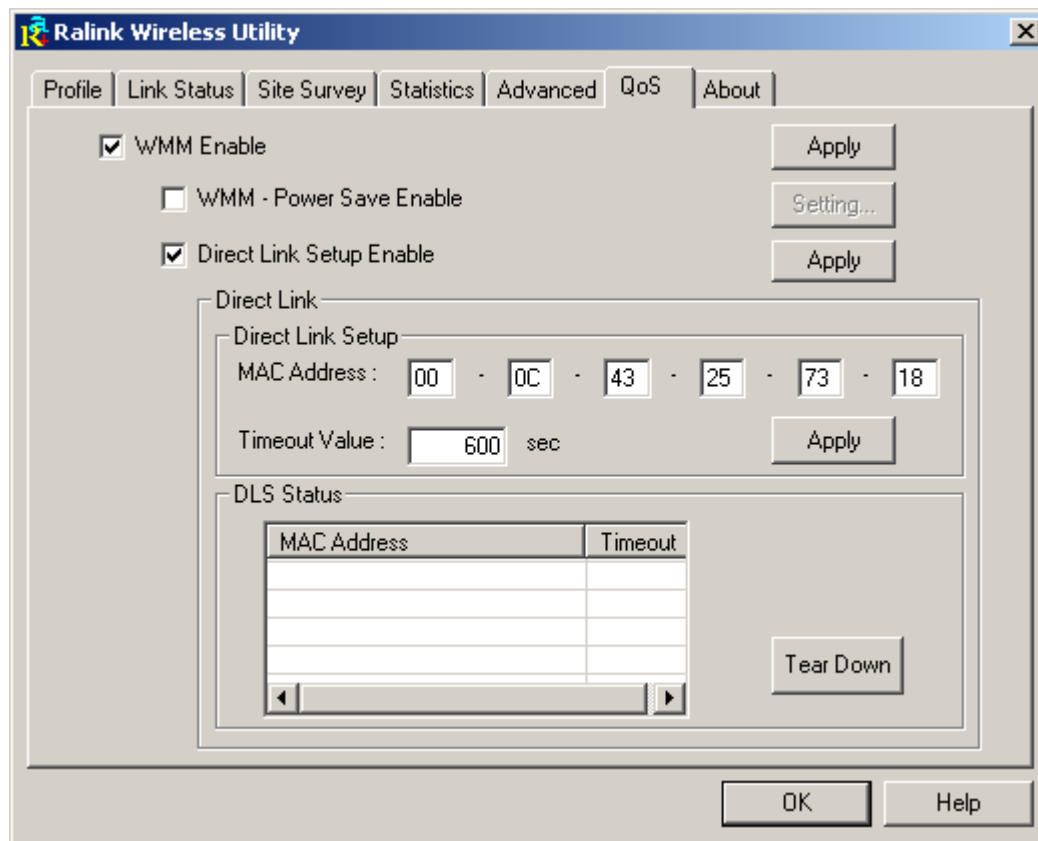 Ralink Wireless Utility
Profile Link Status Site Survey Statistics Advanced QoS About
WMM Enable Apply
WMM - Power Save Enable Setting...
Direct Link Setup Enable Apply
Direct Link
Direct Link Setup
MAC Address : 00 - 0C - 43 - 25 - 73 - 18
Timeout Value : 600 sec Apply
DLS Status
MAC Address Timeout
Tear Down
OK Help